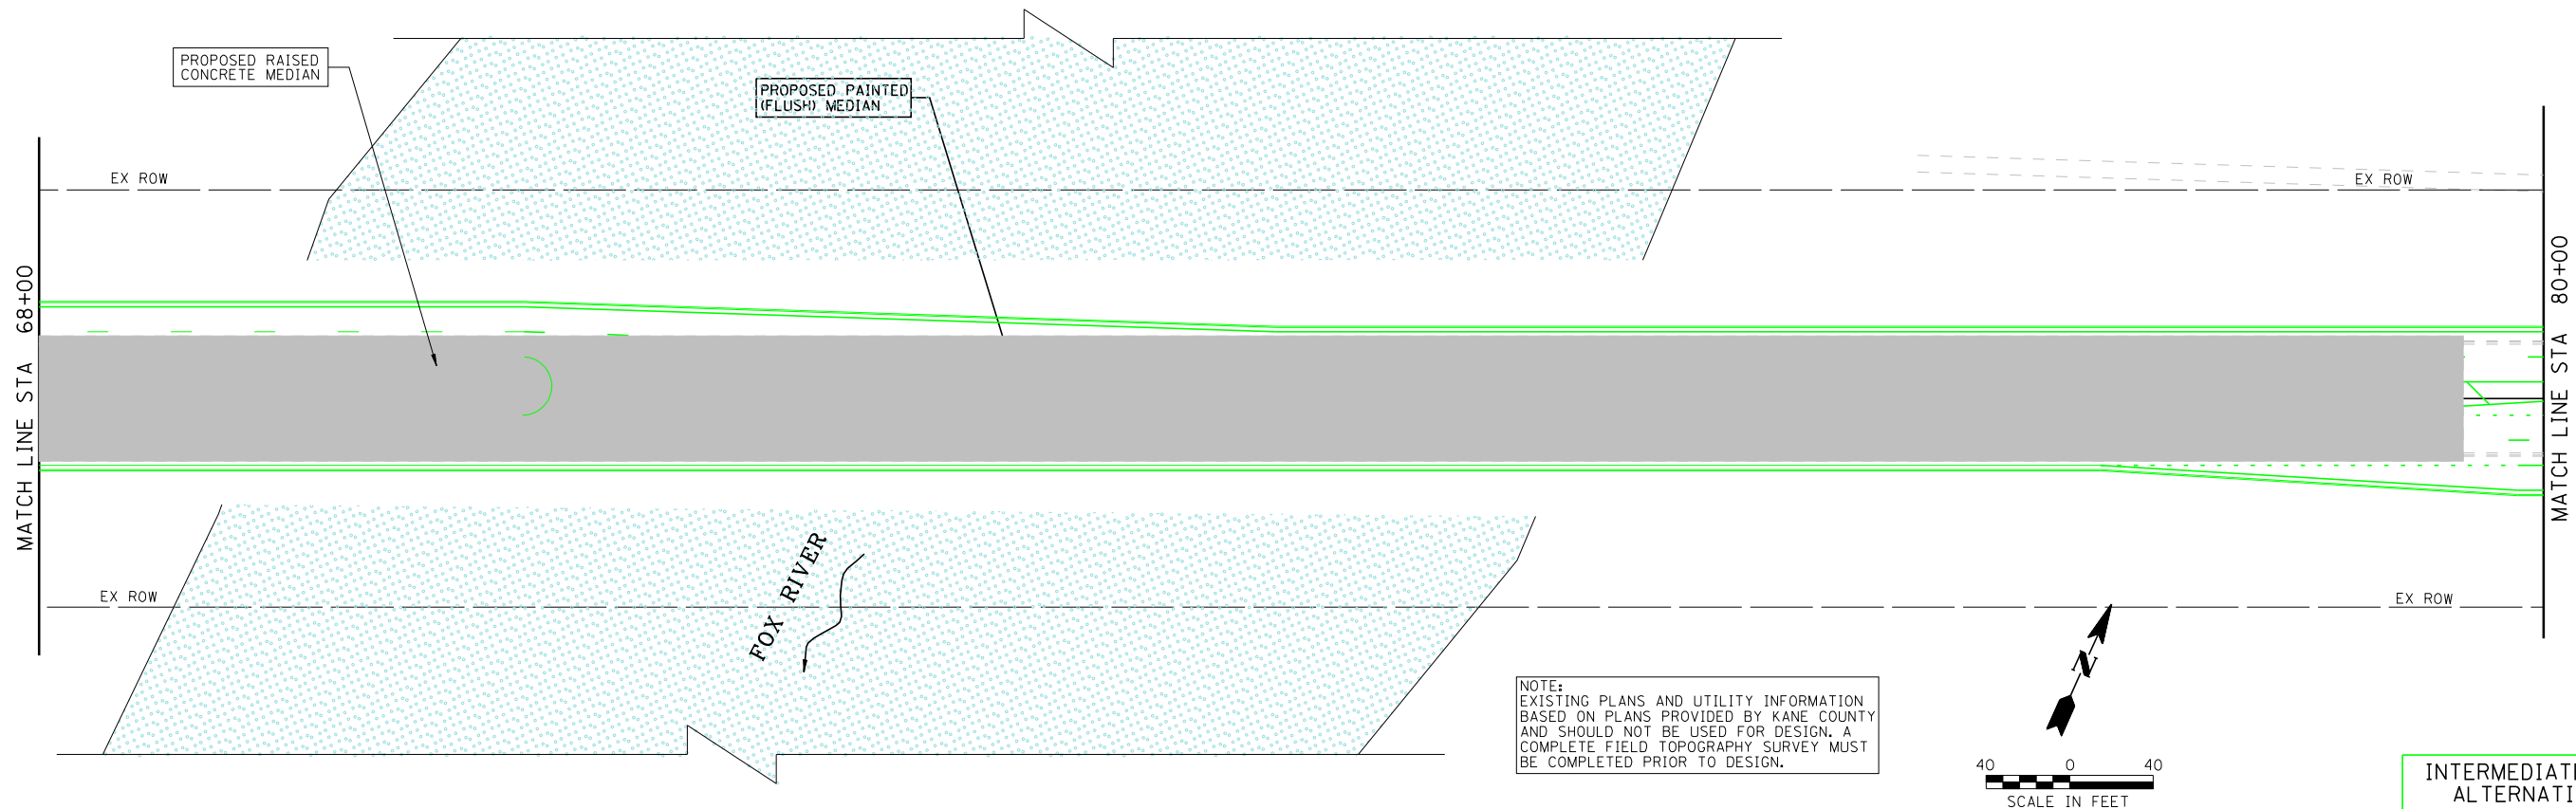 PROPOSED RAISED
CONCRETE MEDIAN
PROPOSED PAINTED
(FLUSH) MEDIAN
EX ROW
EX ROW
MATCH LINE STA 68+00
MATCH LINE STA 80+00
FOX RIVER
EX ROW
EX ROW
N
NOTE:
EXISTING PLANS AND UTILITY INFORMATION
BASED ON PLANS PROVIDED BY KANE COUNTY
AND SHOULD NOT BE USED FOR DESIGN. A
COMPLETE FIELD TOPOGRAPHY SURVEY MUST
BE COMPLETED PRIOR TO DESIGN.
40 0 40
SCALE IN FEET